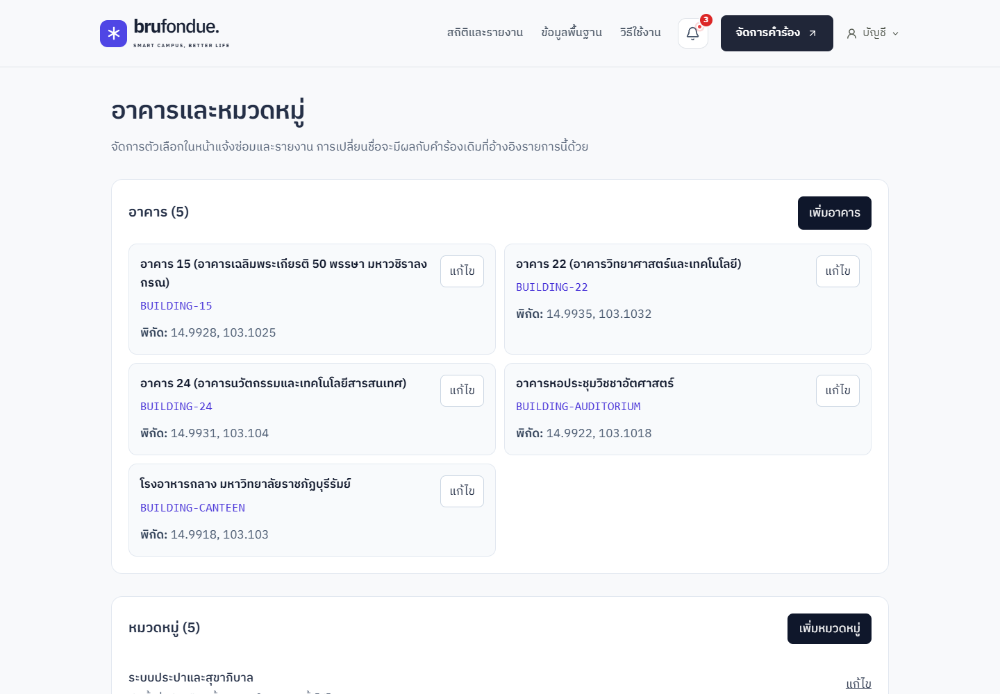 brufondue.
SMART CAMPUS, BETTER LIFE
สถิติและรายงาน
ข้อมูลพื้นฐาน
วิธีใช้งาน
3
จัดการคำร้อง
บัญชี
อาคารและหมวดหมู่
จัดการตัวเลือกในหน้าแจ้งซ่อมและรายงาน การเปลี่ยนชื่อจะมีผลกับคำร้องเดิมที่อ้างอิงรายการนี้ด้วย
อาคาร (5)
เพิ่มอาคาร
อาคาร 15 (อาคารเฉลิมพระเกียรติ 50 พรรษา มหาวชิราลง
กรณ)
แก้ไข
BUILDING-15
พิกัด: 14.9928, 103.1025
อาคาร 22 (อาคารวิทยาศาสตร์และเทคโนโลยี)
แก้ไข
BUILDING-22
พิกัด: 14.9935, 103.1032
อาคาร 24 (อาคารนวัตกรรมและเทคโนโลยีสารสนเทศ)
แก้ไข
BUILDING-24
พิกัด: 14.9931, 103.104
อาคารหอประชุมวิชชาอัตศาสตร์
แก้ไข
BUILDING-AUDITORIUM
พิกัด: 14.9922, 103.1018
โรงอาหารกลาง มหาวิทยาลัยราชภัฏบุรีรัมย์
แก้ไข
BUILDING-CANTEEN
พิกัด: 14.9918, 103.103
หมวดหมู่ (5)
เพิ่มหมวดหมู่
ระบบประปาและสุขาภิบาล
แก้ไข